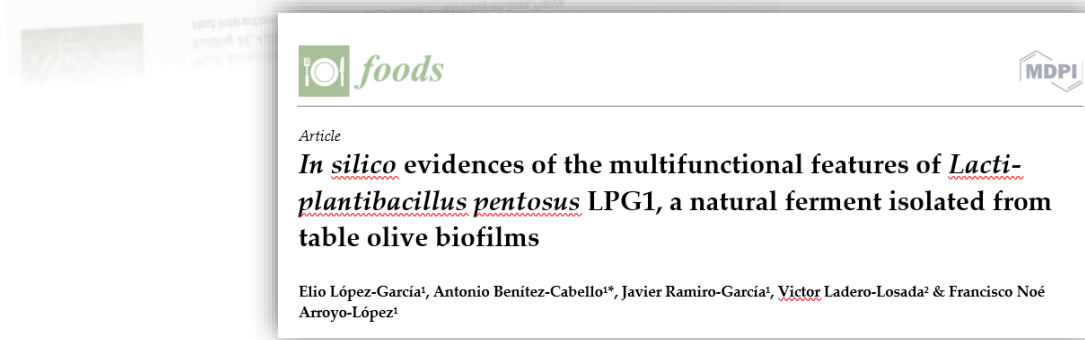 foods
MDPI
Article
In silico evidences of the multifunctional features of Lacti-
plantibacillus pentosus LPG1, a natural ferment isolated from
table olive biofilms
Elio López-García¹, Antonio Benítez-Cabello¹*, Javier Ramiro-García¹, Victor Ladero-Losada² & Francisco Noé
Arroyo-López¹